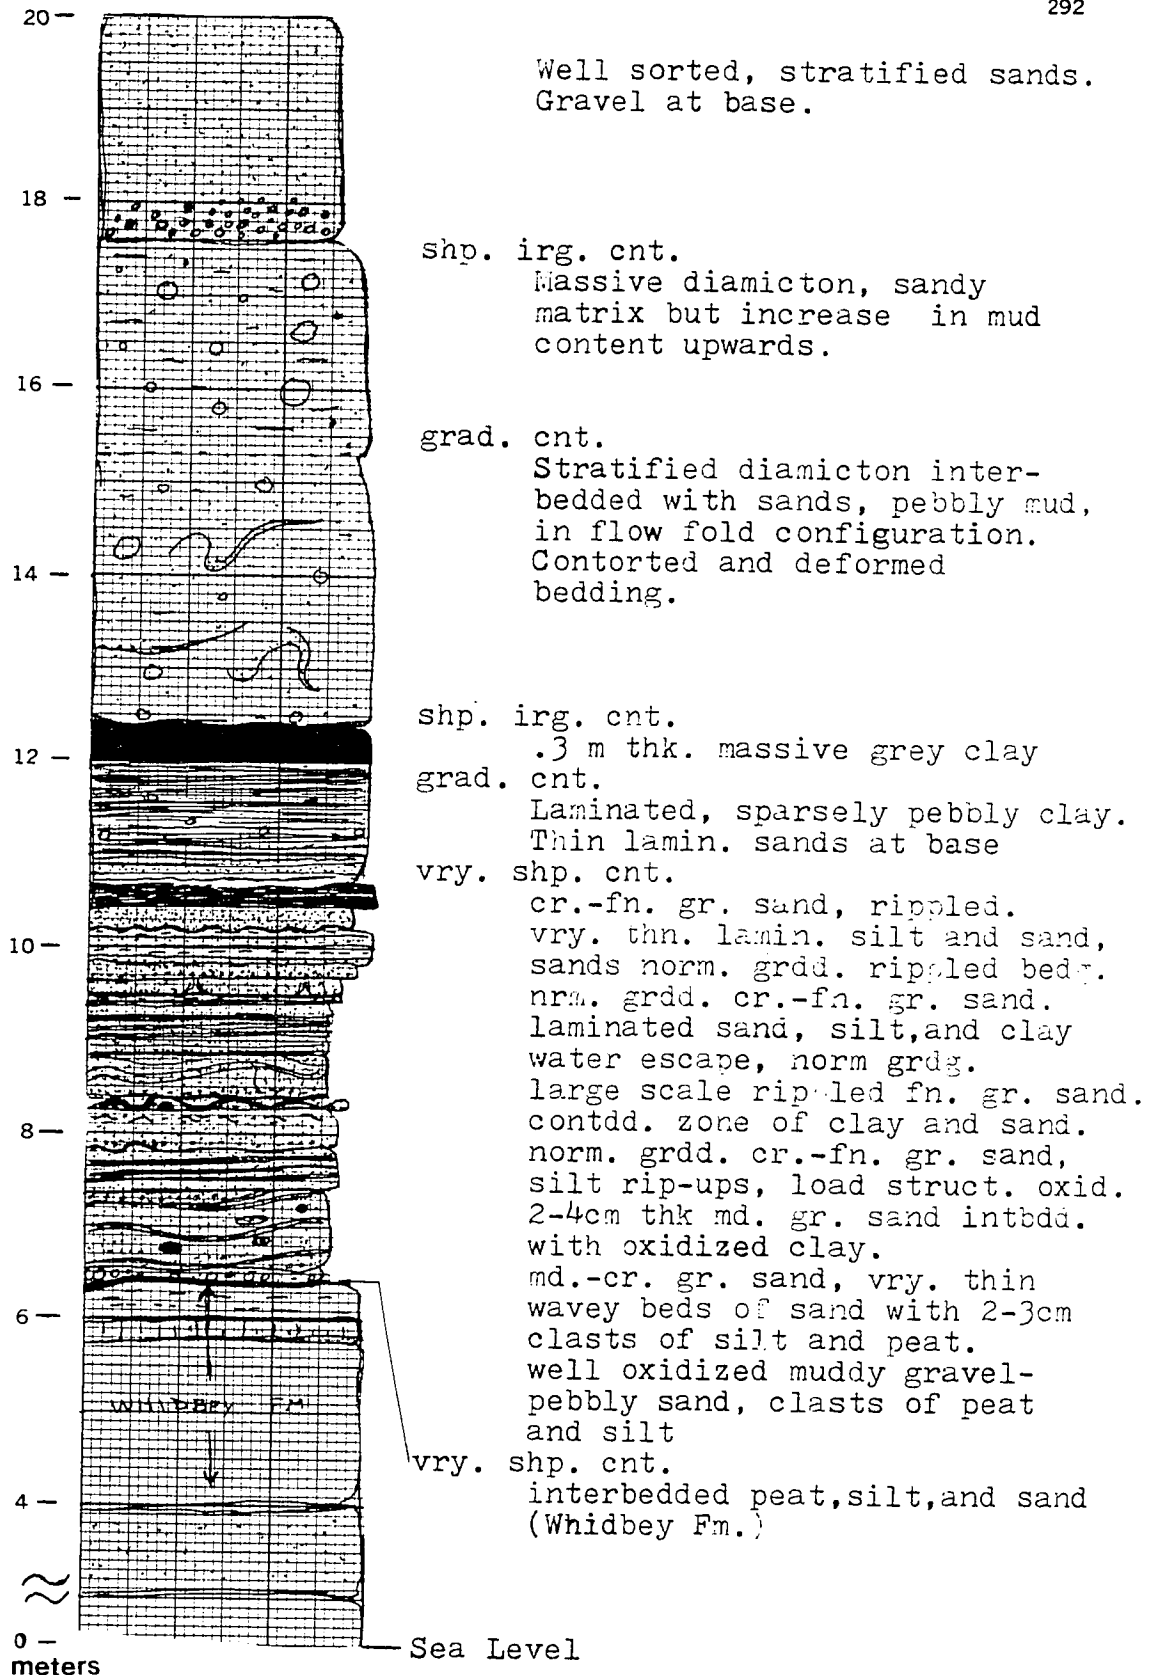 292
20
Well sorted, stratified sands.
Gravel at base.
18
shp. irg. cnt.
Massive diamicton, sandy
matrix but increase in mud
content upwards.
16
grad. cnt.
Stratified diamicton inter-
bedded with sands, pebbly mud,
in flow fold configuration.
Contorted and deformed
bedding.
14
shp. irg. cnt.
.3 m thk. massive grey clay
12
grad. cnt.
Laminated, sparsely pebbly clay.
Thin lamin. sands at base
vry. shp. cnt.
cr.-fn. gr. sand, rippled.
vry. thn. lamin. silt and sand,
10
sands norm. grdd. rippled bedg.
nrm. grdd. cr.-fn. gr. sand.
laminated sand, silt,and clay
water escape, norm grdg.
large scale rippled fn. gr. sand.
contdd. zone of clay and sand.
8
norm. grdd. cr.-fn. gr. sand,
silt rip-ups, load struct. oxid.
2-4cm thk md. gr. sand intbdd.
with oxidized clay.
md.-cr. gr. sand, vry. thin
wavey beds of sand with 2-3cm
6
clasts of silt and peat.
well oxidized muddy gravel-
pebbly sand, clasts of peat
and silt
WHIDBEY FM
vry. shp. cnt.
interbedded peat,silt,and sand
(Whidbey Fm.)
4
0
Sea Level
meters